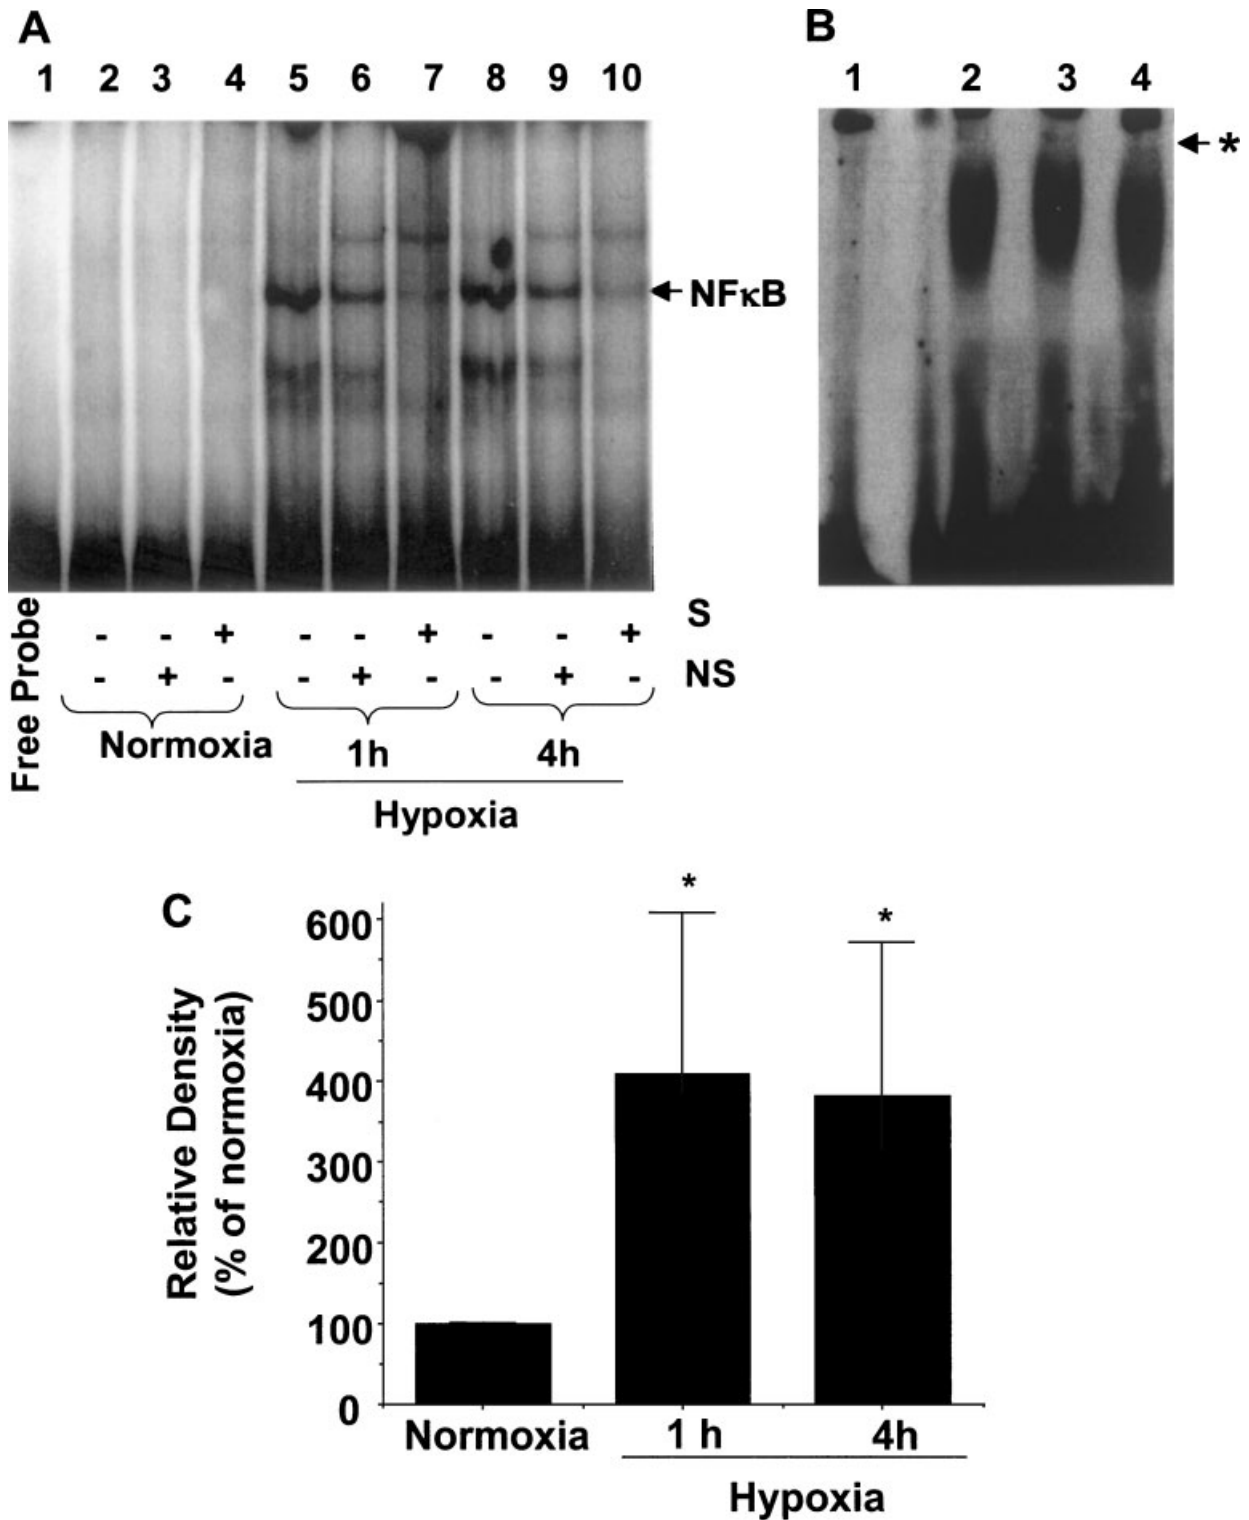 A
1 2 3 4 5 6 7 8 9 10
NFκB
Free Probe
- - + - - + - - + S
- + - - + - - + - NS
Normoxia
1h
4h
Hypoxia
B
1 2 3 4
*
C
Relative Density
(% of normoxia)
600
500
400
300
200
100
0
*
*
Normoxia
1 h
4h
Hypoxia